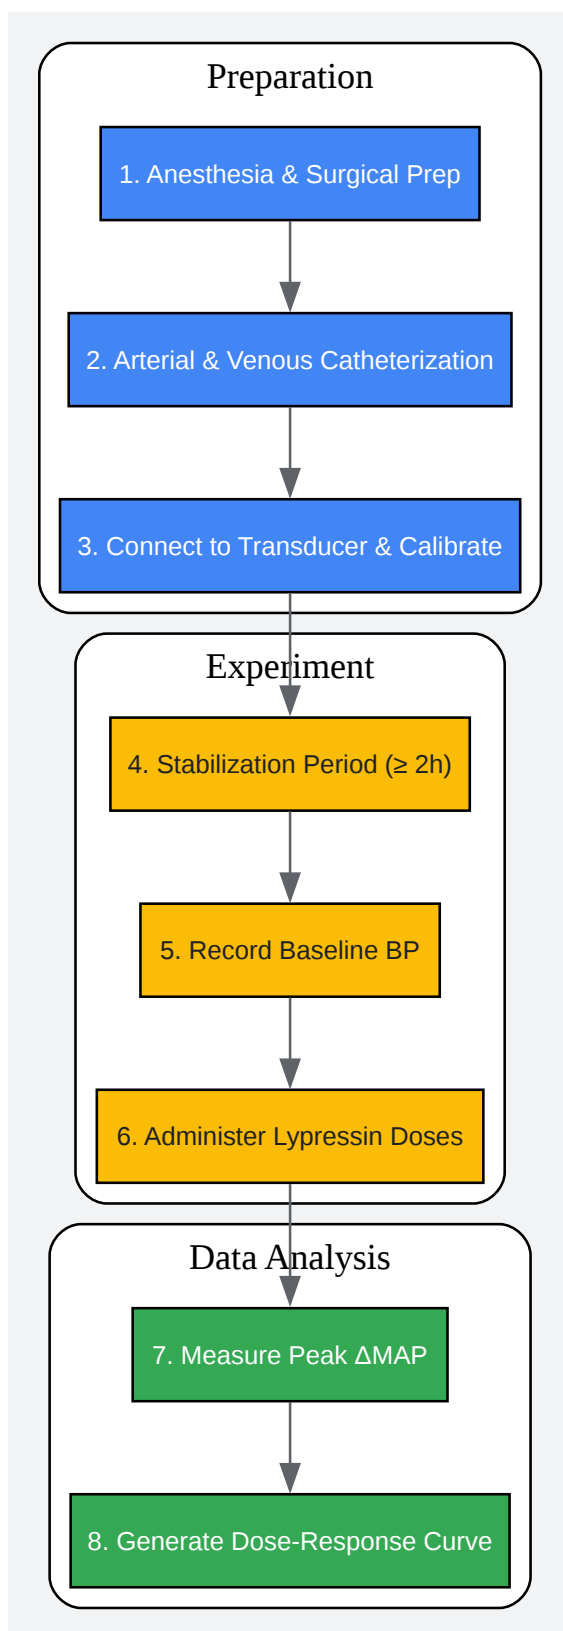 Preparation
1. Anesthesia & Surgical Prep
2. Arterial & Venous Catheterization
3. Connect to Transducer & Calibrate
Experiment
4. Stabilization Period (≥ 2h)
5. Record Baseline BP
6. Administer Lypressin Doses
Data Analysis
7. Measure Peak ΔMAP
8. Generate Dose-Response Curve